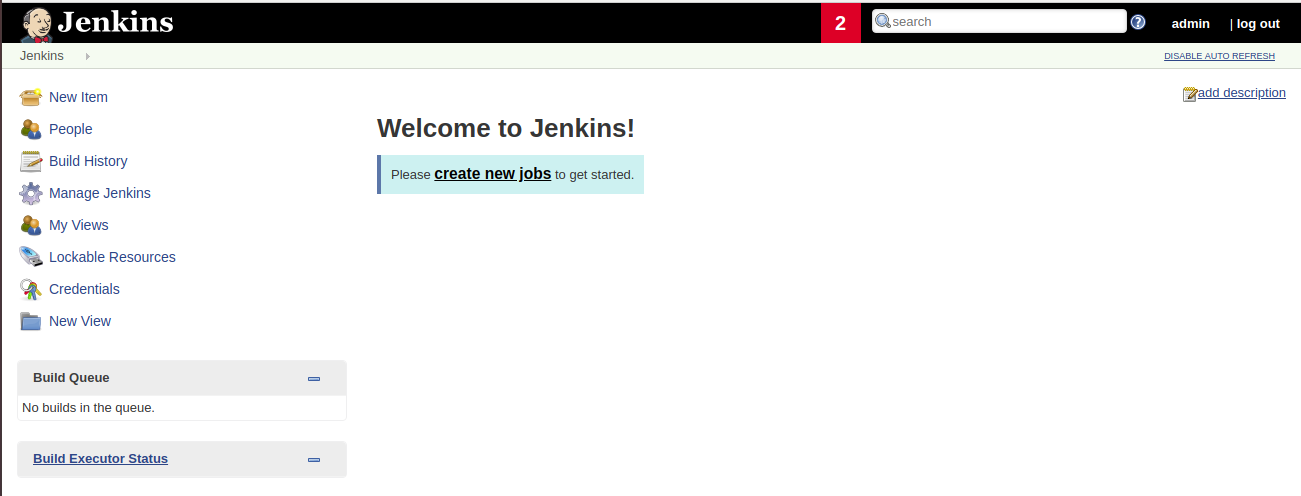 Jenkins
2
search
admin
| log out
Jenkins
DISABLE AUTO REFRESH
New Item
People
Build History
Manage Jenkins
My Views
Lockable Resources
Credentials
New View
Build Queue
No builds in the queue.
Build Executor Status
add description
Welcome to Jenkins!
Please create new jobs to get started.